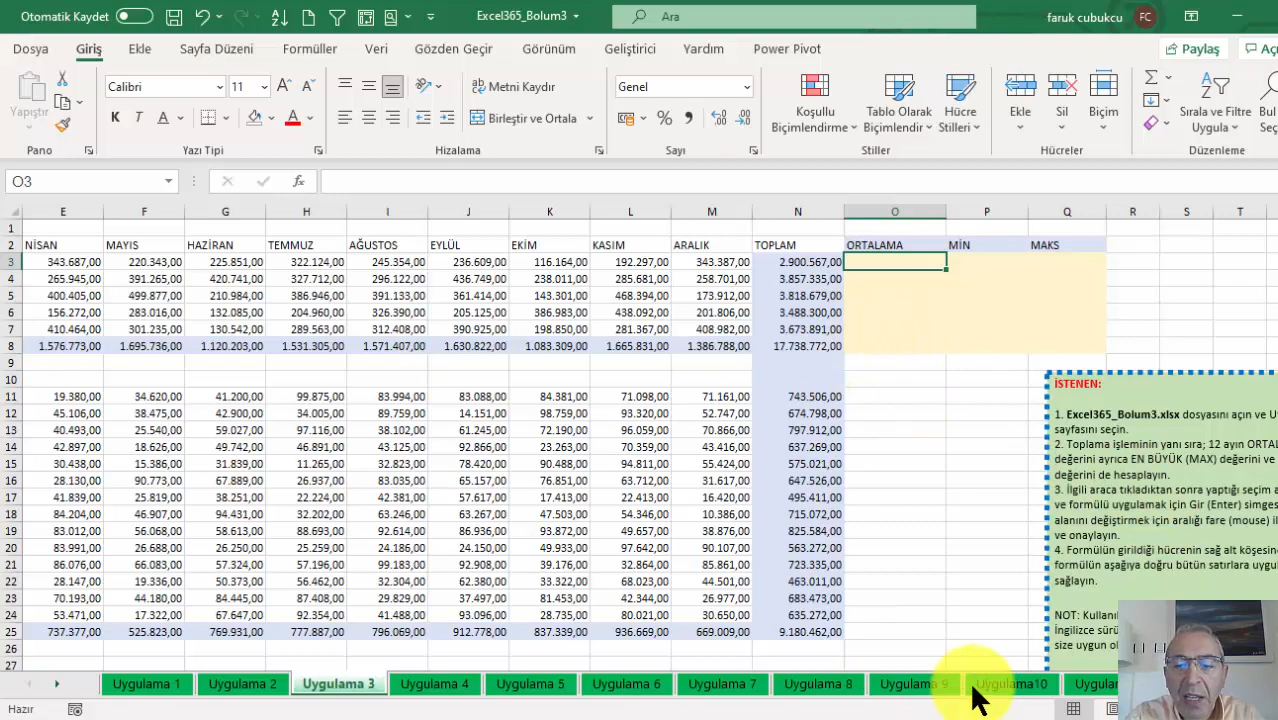 Otomatik Kaydet
Excel365_Bolum3
Ara
faruk cubukcu
FC
Dosya Giriş Ekle Sayfa Düzeni Formüller Veri Gözden Geçir Görünüm Geliştirici Yardım Power Pivot
Paylaş
Yapıştır
Calibri 11
K T A
Metni Kaydır
Birleştir ve Ortala
Genel
Koşullu Biçimlendirme
Tablo Olarak Biçimlendir
Hücre Stilleri
Ekle Sil Biçim
Sırala ve Filtre Uygula
Pano Yazı Tipi Hizalama Sayı Stiller Hücreler Düzenleme
O3
E F G H I J K L M N O P Q R S T
1
2 NİSAN MAYIS HAZİRAN TEMMUZ AĞUSTOS EYLÜL EKİM KASIM ARALIK TOPLAM ORTALAMA MİN MAKS
3 343.687,00 220.343,00 225.851,00 322.124,00 245.354,00 236.609,00 116.164,00 192.297,00 343.387,00 2.900.567,00
4 265.945,00 391.265,00 420.741,00 327.712,00 296.122,00 436.749,00 238.011,00 285.681,00 258.701,00 3.857.335,00
5 400.405,00 499.877,00 210.984,00 386.946,00 391.133,00 361.414,00 143.301,00 468.394,00 173.912,00 3.818.679,00
6 156.272,00 283.016,00 132.085,00 204.960,00 326.390,00 205.125,00 386.983,00 438.092,00 201.806,00 3.488.300,00
7 410.464,00 301.235,00 130.542,00 289.563,00 312.408,00 390.925,00 198.850,00 281.367,00 408.982,00 3.673.891,00
8 1.576.773,00 1.695.736,00 1.120.203,00 1.531.305,00 1.571.407,00 1.630.822,00 1.083.309,00 1.665.831,00 1.386.788,00 17.738.772,00
9
10
11 19.380,00 34.620,00 41.200,00 99.875,00 83.994,00 83.088,00 84.381,00 71.098,00 71.161,00 743.506,00
12 45.106,00 38.475,00 42.900,00 34.005,00 89.759,00 14.151,00 98.759,00 93.320,00 52.747,00 674.798,00
13 40.493,00 25.540,00 59.027,00 97.116,00 38.102,00 61.245,00 72.190,00 96.059,00 70.109,00 797.912,00
14 42.897,00 18.626,00 49.742,00 46.891,00 43.135,00 92.866,00 23.263,00 70.359,00 43.416,00 637.269,00
15 30.438,00 15.386,00 31.839,00 11.265,00 32.823,00 78.420,00 90.488,00 94.811,00 55.424,00 575.021,00
16 28.130,00 90.773,00 67.889,00 26.937,00 83.035,00 65.157,00 76.851,00 63.712,00 31.617,00 647.526,00
17 41.839,00 25.819,00 38.251,00 22.224,00 42.381,00 57.617,00 17.413,00 22.413,00 16.420,00 495.411,00
18 84.204,00 46.907,00 94.431,00 32.202,00 63.246,00 63.267,00 47.503,00 54.346,00 10.386,00 715.072,00
19 83.012,00 56.068,00 58.613,00 88.693,00 92.614,00 86.936,00 93.872,00 49.657,00 38.876,00 825.584,00
20 83.991,00 26.688,00 26.250,00 25.259,00 24.186,00 24.150,00 49.933,00 97.642,00 90.107,00 563.272,00
21 86.076,00 66.083,00 57.324,00 57.196,00 99.183,00 92.908,00 39.176,00 32.864,00 85.861,00 723.335,00
22 28.147,00 19.336,00 50.373,00 56.462,00 32.304,00 62.380,00 33.322,00 68.023,00 44.501,00 463.011,00
23 70.193,00 44.180,00 84.445,00 87.408,00 29.829,00 37.497,00 81.453,00 42.344,00 26.977,00 683.473,00
24 53.471,00 17.322,00 67.647,00 92.354,00 41.488,00 93.096,00 28.735,00 80.021,00 30.650,00 635.272,00
25 737.377,00 525.823,00 769.931,00 777.887,00 796.069,00 912.778,00 837.339,00 936.669,00 669.009,00 9.180.462,00
26
27
İSTENEN:
1. Excel365_Bolum3.xlsx dosyasını açın ve
sayfasını seçin.
2. Toplama işleminin yanı sıra; 12 ayın
değerini ayrıca EN BÜYÜK (MAX) değerini ve
değerini de hesaplayın.
3. İlgili araca tıkladıktan sonra yaptığı seçim
ve formülü uygulamak için Gir (Enter)
alanını değiştirmek için aralığı fare (mouse)
ve onaylayın.
4. Formülün girildiği hücrenin sağ alt
formülün aşağıya doğru bütün satırlara
sağlayın.
NOT:
İngilizce
size uygun
Uygulama 1 Uygulama 2 Uygulama 3 Uygulama 4 Uygulama 5 Uygulama 6 Uygulama 7 Uygulama 8 Uygulama 9 Uygulama10
Hazır